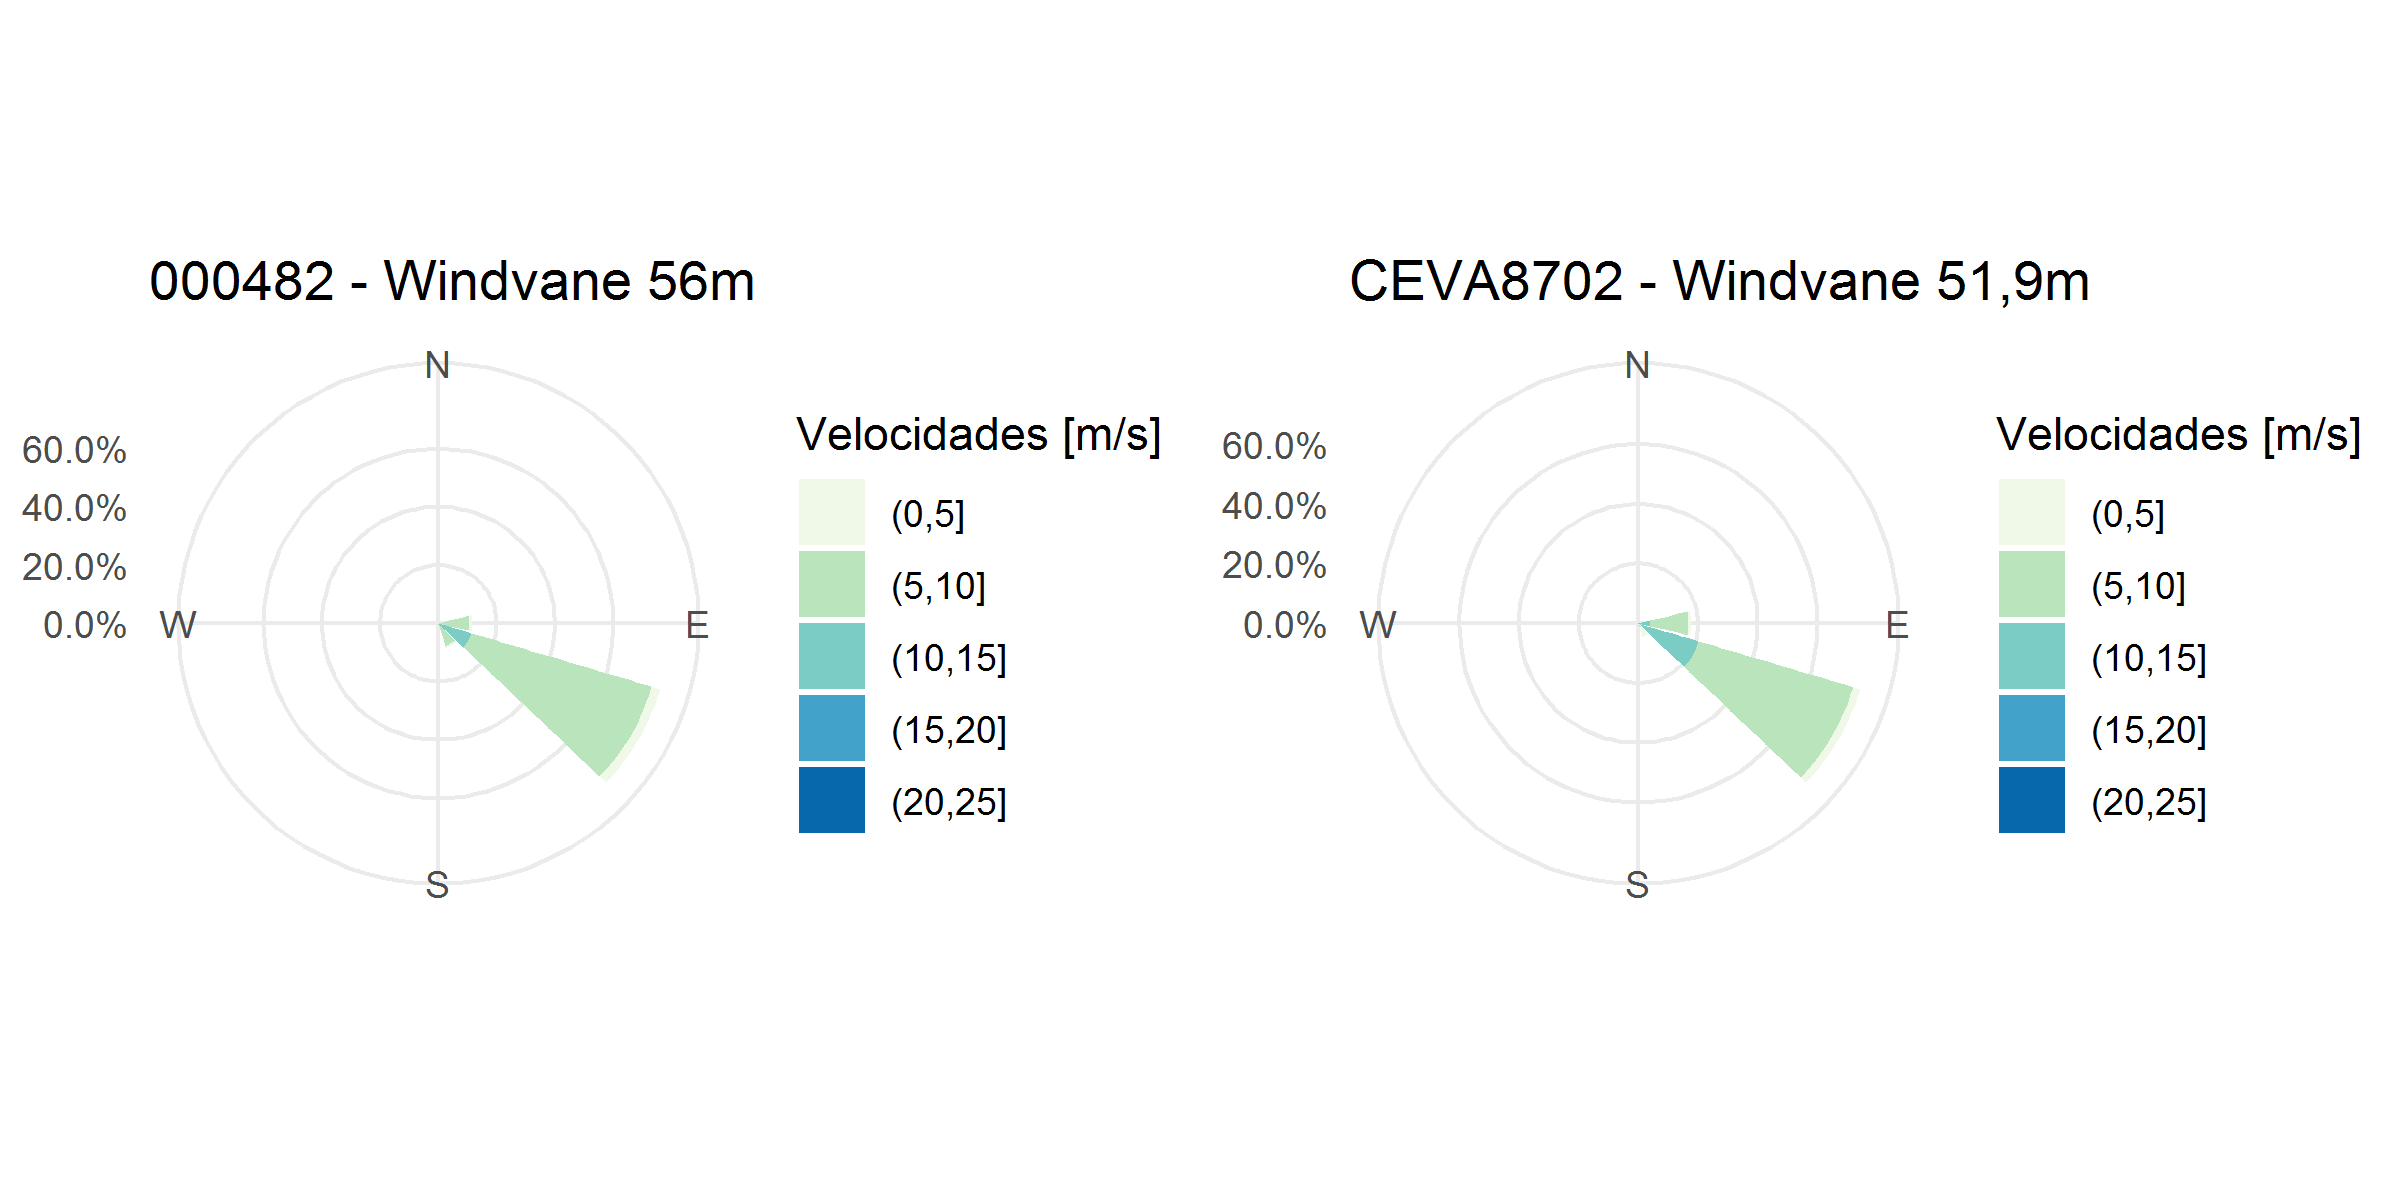 000482 - Windvane 56m
N
60.0%
40.0%
20.0%
0.0%
W
E
S
Velocidades [m/s]
(0,5]
(5,10]
(10,15]
(15,20]
(20,25]
CEVA8702 - Windvane 51,9m
N
60.0%
40.0%
20.0%
0.0%
W
E
S
Velocidades [m/s]
(0,5]
(5,10]
(10,15]
(15,20]
(20,25]